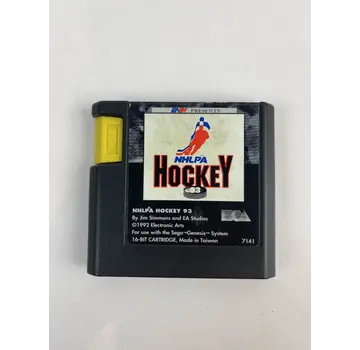 PRESENTS
NHLPA
HOCKEY
93
NHLPA HOCKEY 93
By Jim Simmons and EA Studios
©1992 Electronic Arts
For use with the Sega™ Genesis™ System
16-BIT CARTRIDGE, Made in Taiwan
7141